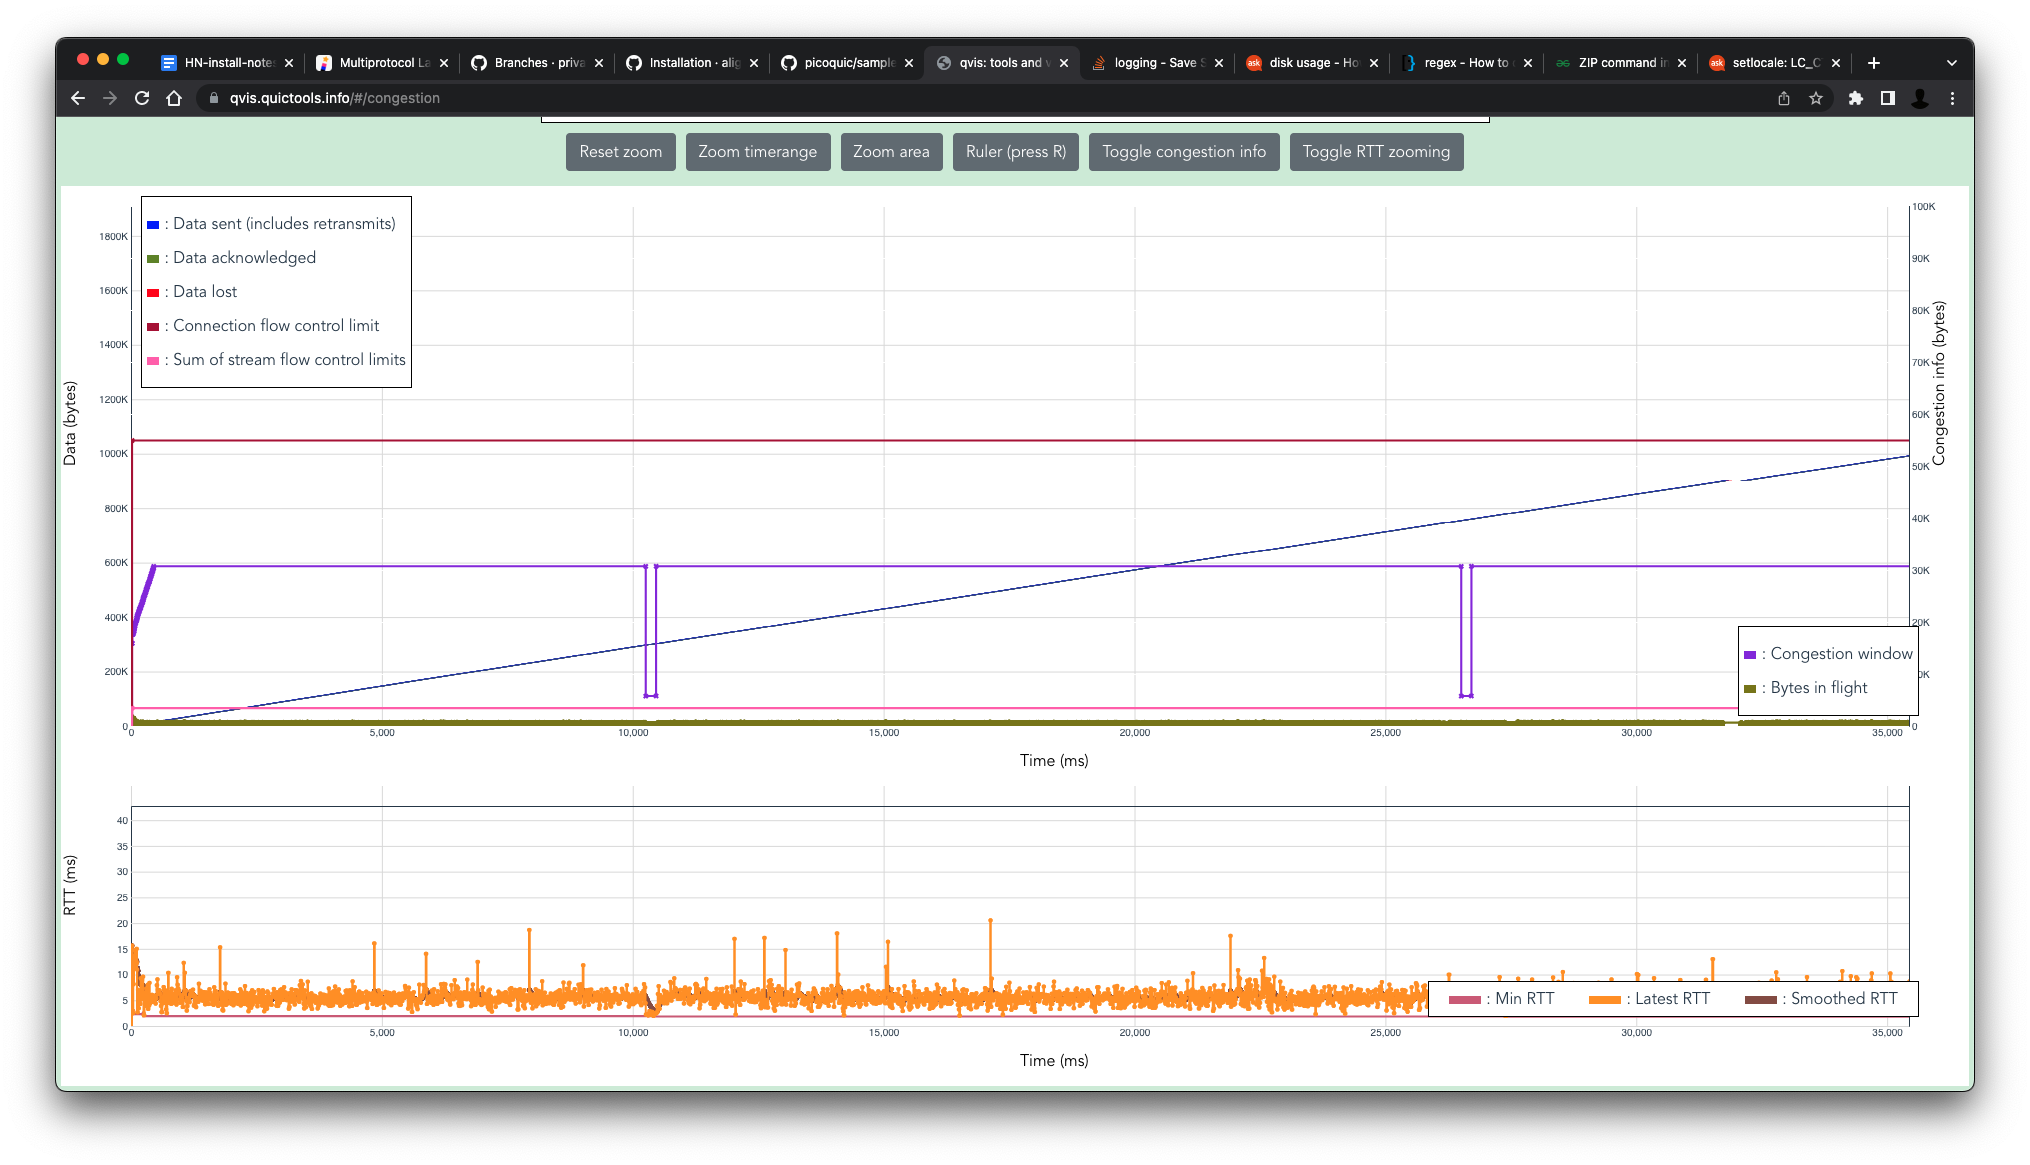 HN-install-note
Multiprotocol La
Branches · priva
Installation · alig
picoquic/sample
qvis: tools and v
logging - Save S
disk usage - Ho
regex - How to
ZIP command in
setlocale: LC_C
qvis.quictools.info/#/congestion
Reset zoom
Zoom timerange
Zoom area
Ruler (press R)
Toggle congestion info
Toggle RTT zooming
: Data sent (includes retransmits)
: Data acknowledged
: Data lost
: Connection flow control limit
: Sum of stream flow control limits
Data (bytes)
1800K
1600K
1400K
1200K
1000K
800K
600K
400K
200K
0
100K
90K
80K
70K
60K
50K
40K
30K
20K
0K
0
Congestion info (bytes)
: Congestion window
: Bytes in flight
0
5,000
10,000
15,000
20,000
25,000
30,000
35,000
Time (ms)
RTT (ms)
40
35
30
25
20
15
10
5
0
: Min RTT
: Latest RTT
: Smoothed RTT
0
5,000
10,000
15,000
20,000
25,000
30,000
35,000
Time (ms)